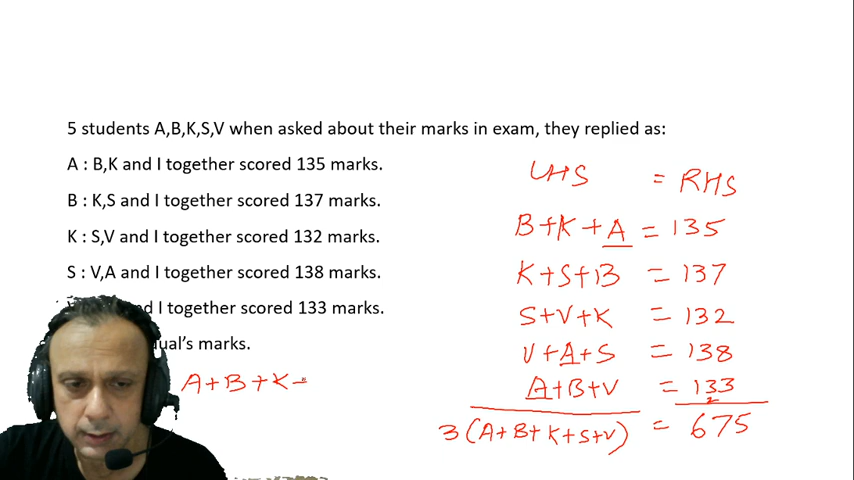 5 students A,B,K,S,V when asked about their marks in exam, they replied as:
A : B,K and I together scored 135 marks.
B : K,S and I together scored 137 marks.
K : S,V and I together scored 132 marks.
S : V,A and I together scored 138 marks.
d I together scored 133 marks.
ual's marks.
A+B+K-
LHS = RHS
B+K+A = 135
K+S+B = 137
S+V+K = 132
V+A+S = 138
A+B+V = 133
2
3(A+B+K+S+V) = 675